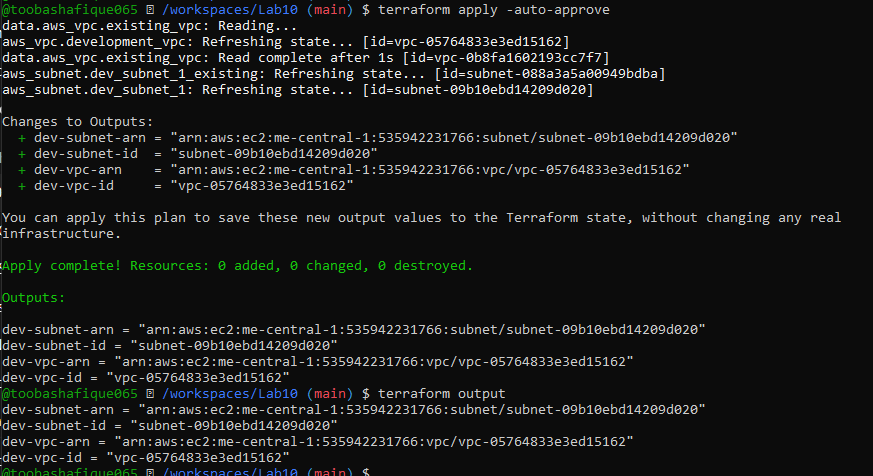 @toobashafique065 /workspaces/Lab10 (main) $ terraform apply -auto-approve
data.aws_vpc.existing_vpc: Reading...
aws_vpc.development_vpc: Refreshing state... [id=vpc-05764833e3ed15162]
data.aws_vpc.existing_vpc: Read complete after 1s [id=vpc-0b8fa1602193cc7f7]
aws_subnet.dev_subnet_1_existing: Refreshing state... [id=subnet-088a3a5a00949bdba]
aws_subnet.dev_subnet_1: Refreshing state... [id=subnet-09b10ebd14209d020]
Changes to Outputs:
+ dev-subnet-arn = "arn:aws:ec2:me-central-1:535942231766:subnet/subnet-09b10ebd14209d020"
+ dev-subnet-id  = "subnet-09b10ebd14209d020"
+ dev-vpc-arn    = "arn:aws:ec2:me-central-1:535942231766:vpc/vpc-05764833e3ed15162"
+ dev-vpc-id     = "vpc-05764833e3ed15162"
You can apply this plan to save these new output values to the Terraform state, without changing any real
infrastructure.
Apply complete! Resources: 0 added, 0 changed, 0 destroyed.
Outputs:
dev-subnet-arn = "arn:aws:ec2:me-central-1:535942231766:subnet/subnet-09b10ebd14209d020"
dev-subnet-id = "subnet-09b10ebd14209d020"
dev-vpc-arn = "arn:aws:ec2:me-central-1:535942231766:vpc/vpc-05764833e3ed15162"
dev-vpc-id = "vpc-05764833e3ed15162"
@toobashafique065 /workspaces/Lab10 (main) $ terraform output
dev-subnet-arn = "arn:aws:ec2:me-central-1:535942231766:subnet/subnet-09b10ebd14209d020"
dev-subnet-id = "subnet-09b10ebd14209d020"
dev-vpc-arn = "arn:aws:ec2:me-central-1:535942231766:vpc/vpc-05764833e3ed15162"
dev-vpc-id = "vpc-05764833e3ed15162"
@toobashafique065 /workspaces/Lab10 (main) $